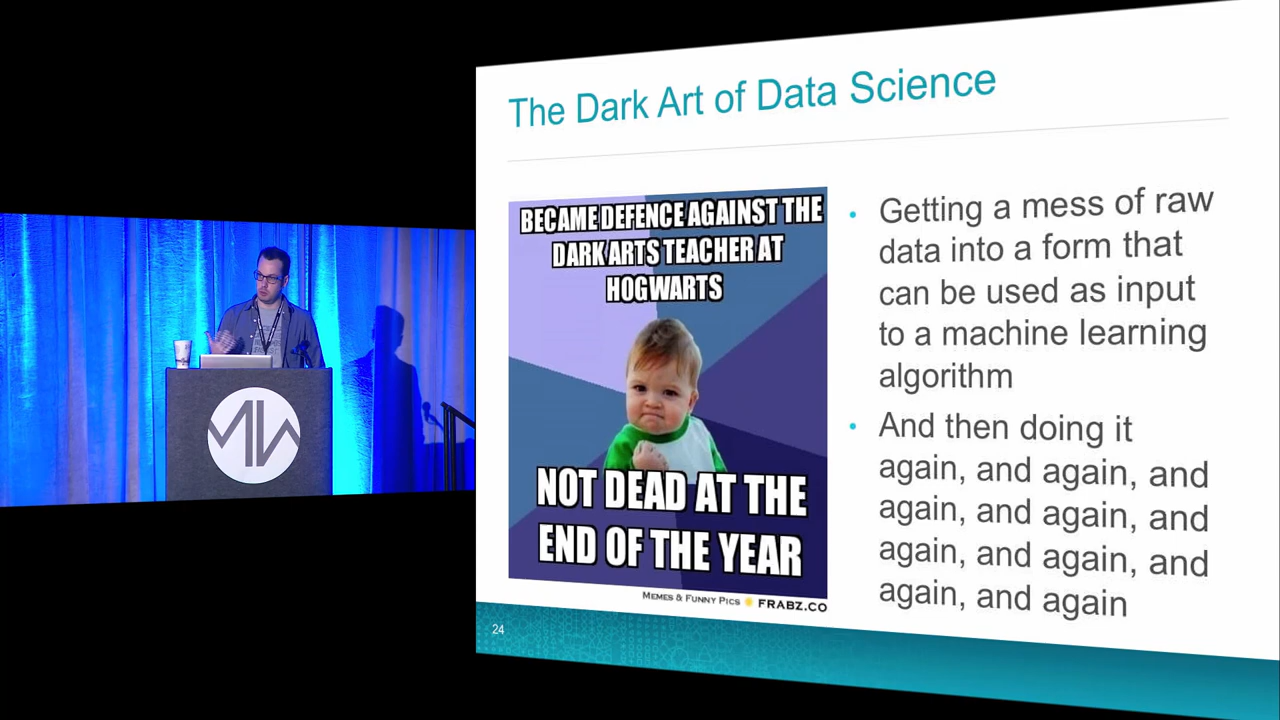 The Dark Art of Data Science
BECAME DEFENCE AGAINST THE
DARK ARTS TEACHER AT
HOGWARTS
NOT DEAD AT THE
END OF THE YEAR
MEMES & FUNNY PICS FRABZ.CO
• Getting a mess of raw
data into a form that
can be used as input
to a machine learning
algorithm
• And then doing it
again, and again, and
again, and again, and
again, and again, and
again, and again
24
MW